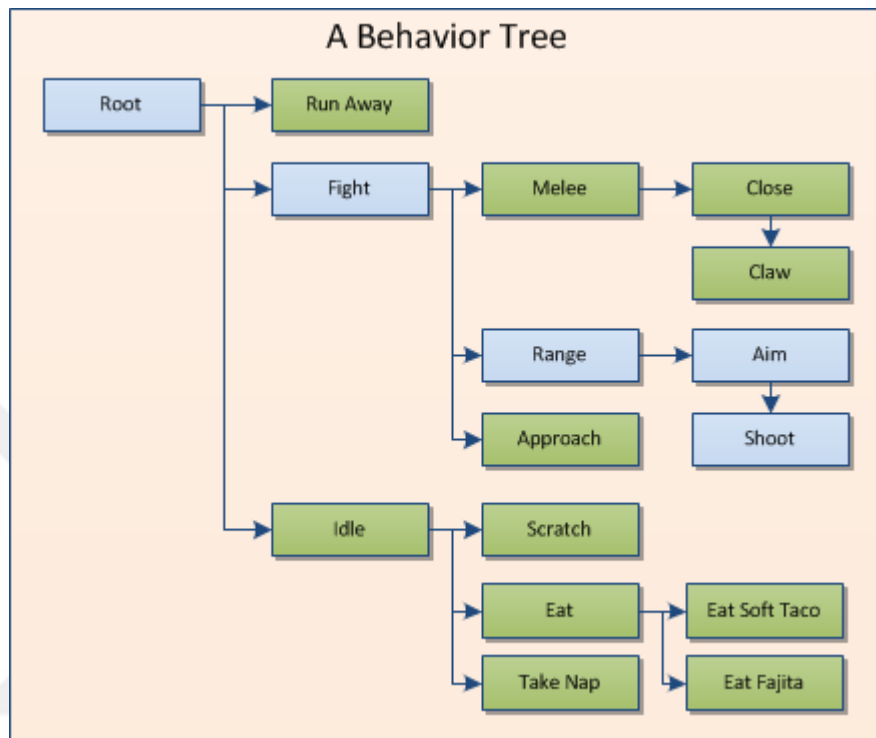 A Behavior Tree
Root
Run Away
Fight
Melee
Close
Claw
Range
Aim
Approach
Shoot
Idle
Scratch
Eat
Eat Soft Taco
Take Nap
Eat Fajita